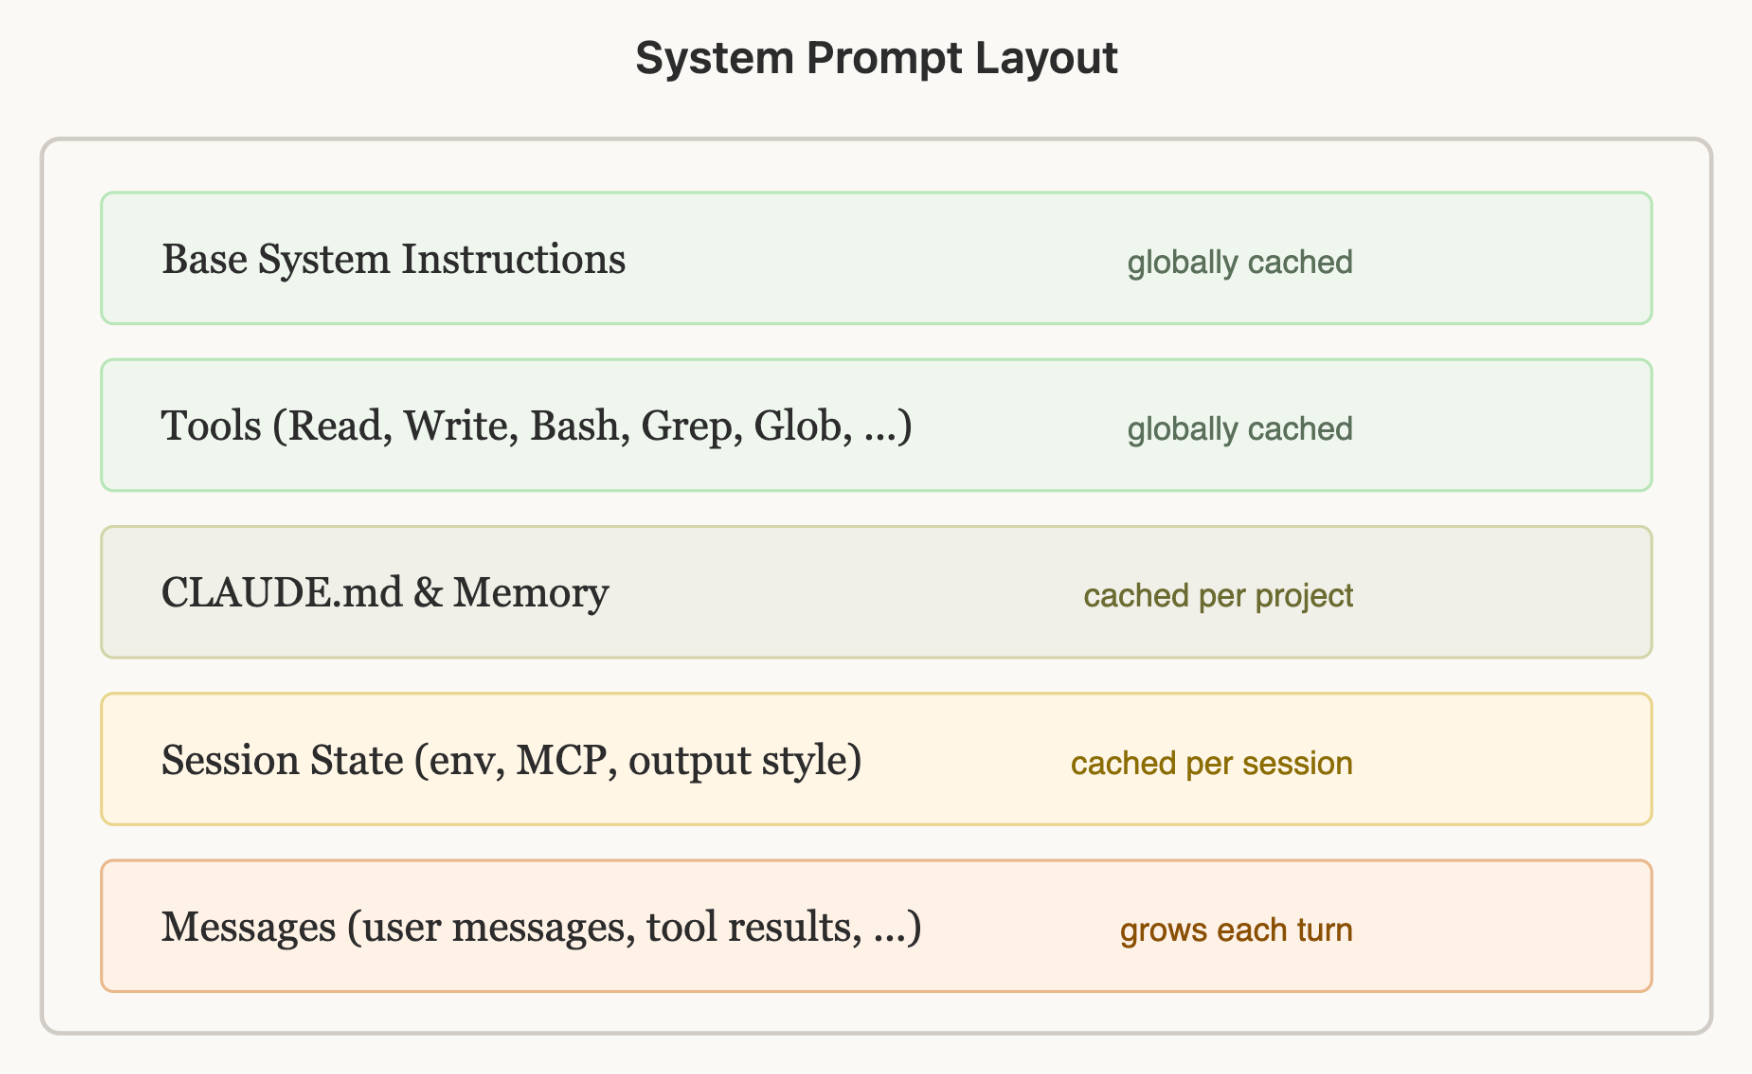 System Prompt Layout
Base System Instructions globally cached
Tools (Read, Write, Bash, Grep, Glob, ...) globally cached
CLAUDE.md & Memory cached per project
Session State (env, MCP, output style) cached per session
Messages (user messages, tool results, ...) grows each turn